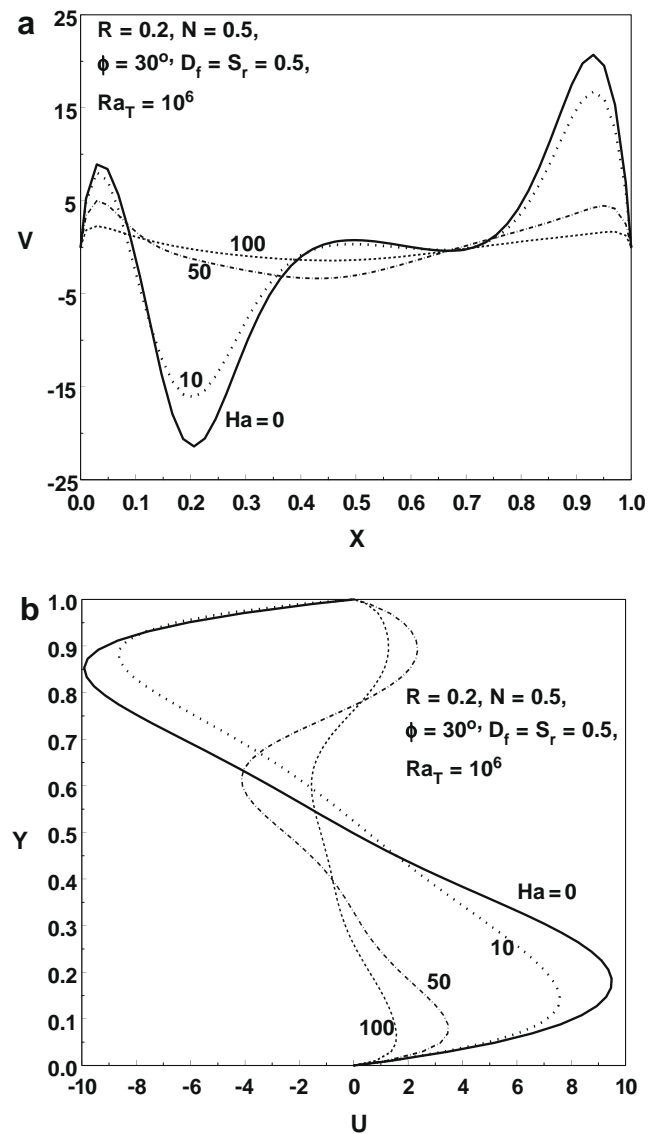 a
25
R = 0.2, N = 0.5,
ϕ = 30°, D_f = S_r = 0.5,
Ra_T = 10^6
15
5
V
100
50
-5
10
-15
Ha = 0
-25
0.0 0.1 0.2 0.3 0.4 0.5 0.6 0.7 0.8 0.9 1.0
X
b
1.0
0.9
0.8
R = 0.2, N = 0.5,
ϕ = 30°, D_f = S_r = 0.5,
0.7
Ra_T = 10^6
0.6
Y
0.5
0.4
Ha = 0
0.3
10
0.2
50
0.1
100
0.0
-10 -8 -6 -4 -2 0 2 4 6 8 10
U